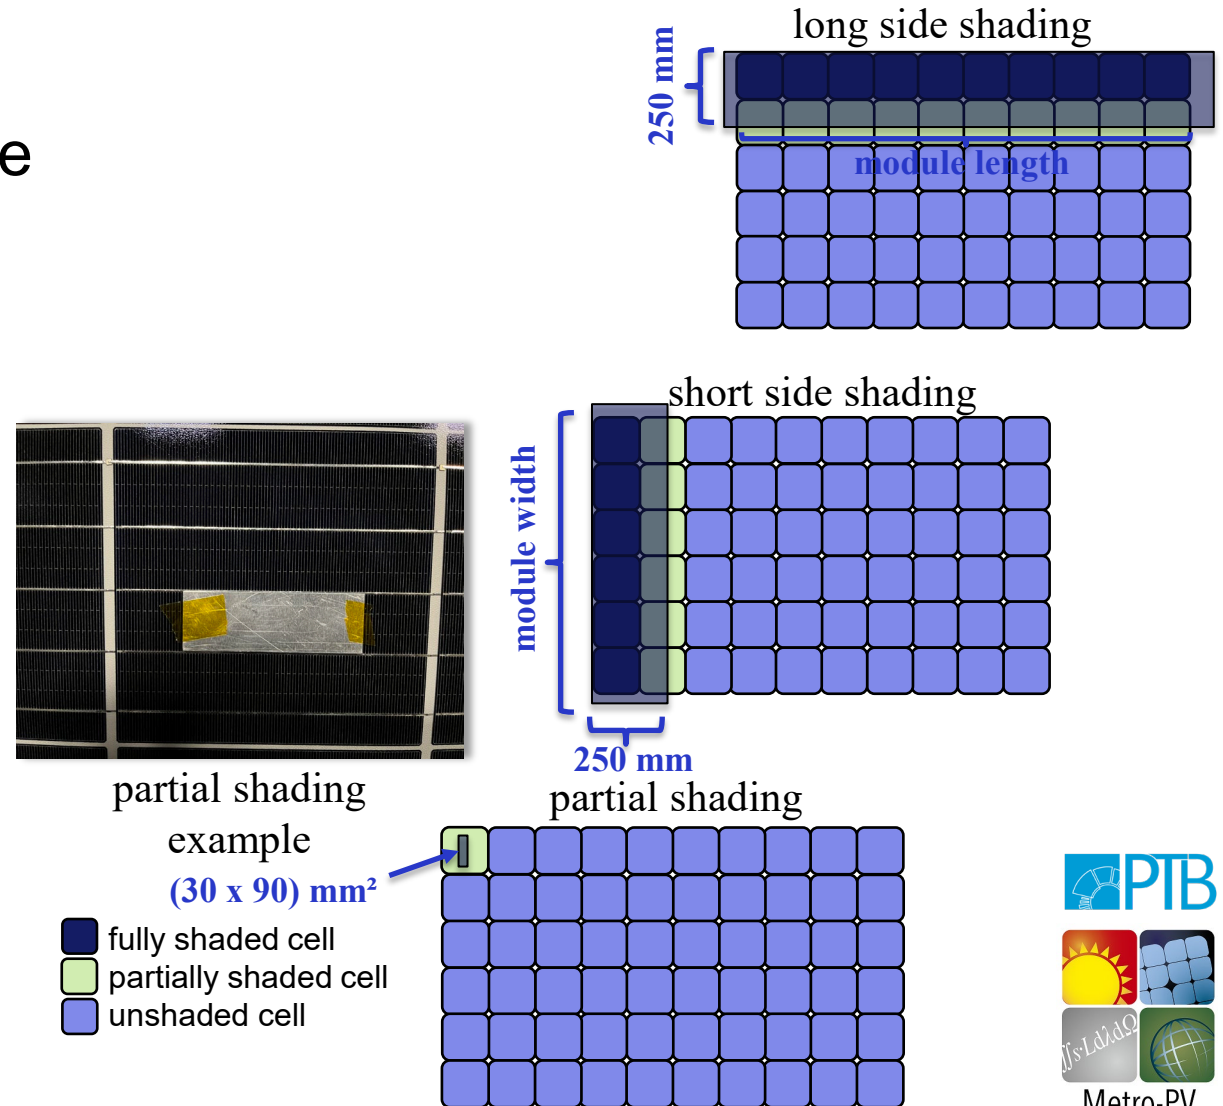 long side shading
250 mm
e
module length
short side shading
module width
250 mm
partial shading
example
partial shading
(30 x 90) mm²
fully shaded cell
partially shaded cell
unshaded cell
PTB
∫∫s·LdλdΩ
Metro-PV